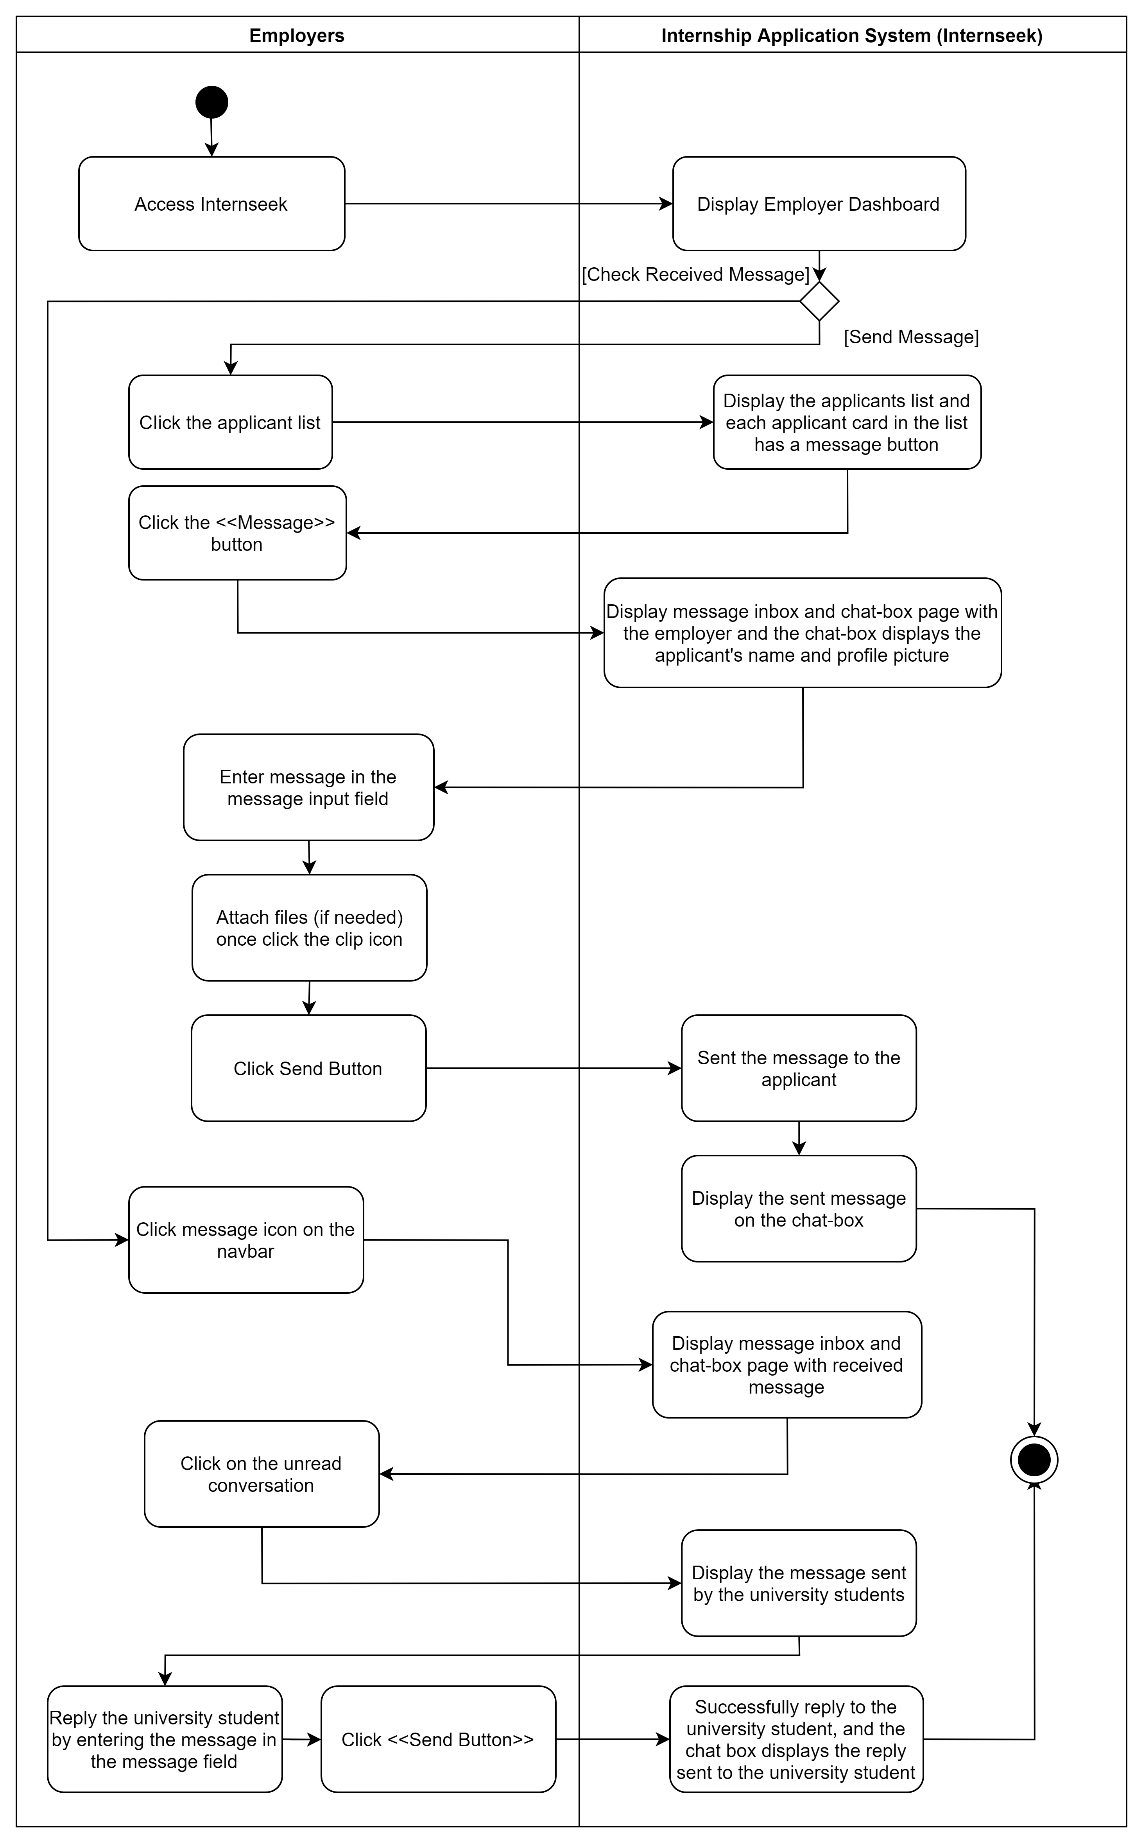 Employers
Internship Application System (Internseek)
Access Internseek
Display Employer Dashboard
[Check Received Message]
[Send Message]
Click the applicant list
Display the applicants list and
each applicant card in the list
has a message button
Click the <<Message>>
button
Display message inbox and chat-box page with
the employer and the chat-box displays the
applicant's name and profile picture
Enter message in the
message input field
Attach files (if needed)
once click the clip icon
Click Send Button
Sent the message to the
applicant
Display the sent message
on the chat-box
Click message icon on the
navbar
Display message inbox and
chat-box page with received
message
Click on the unread
conversation
Display the message sent
by the university students
Reply the university student
by entering the message in
the message field
Click <<Send Button>>
Successfully reply to the
university student, and the
chat box displays the reply
sent to the university student